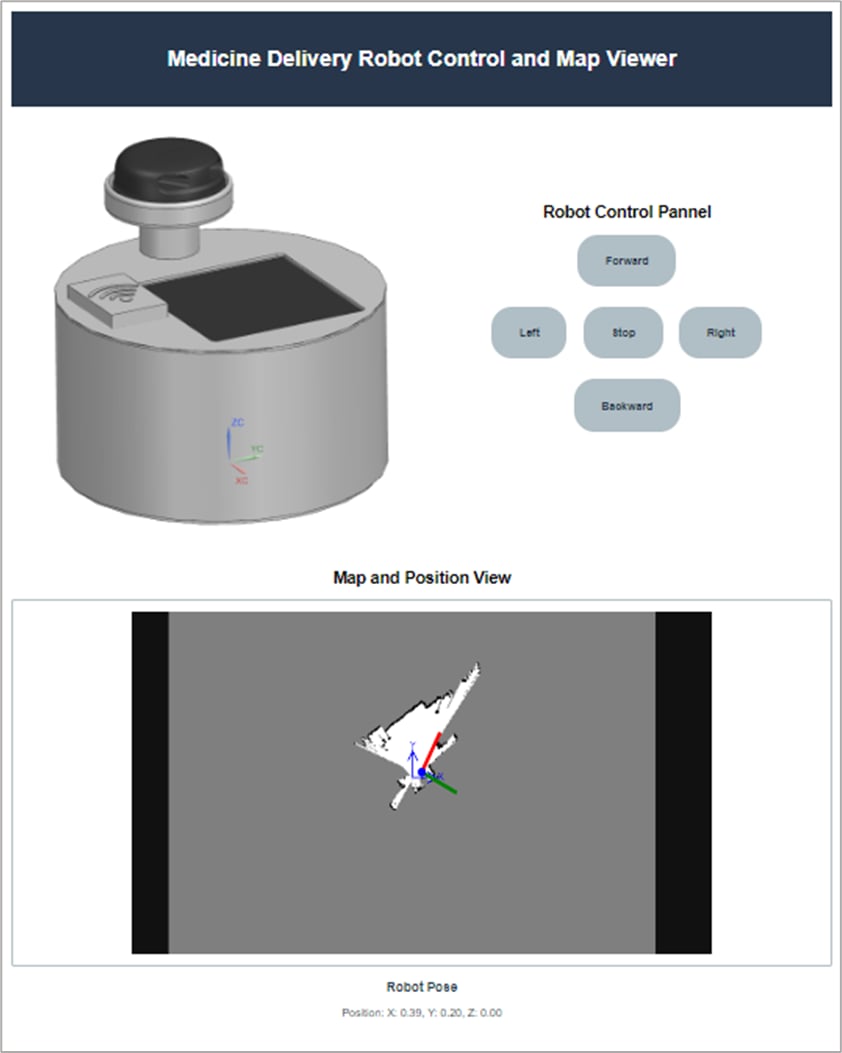 Medicine Delivery Robot Control and Map Viewer
Robot Control Pannel
Forward
Left Stop Right
Backward
ZC
YC
XC
Map and Position View
Y
X
Robot Pose
Position: X: 0.39, Y: 0.20, Z: 0.00